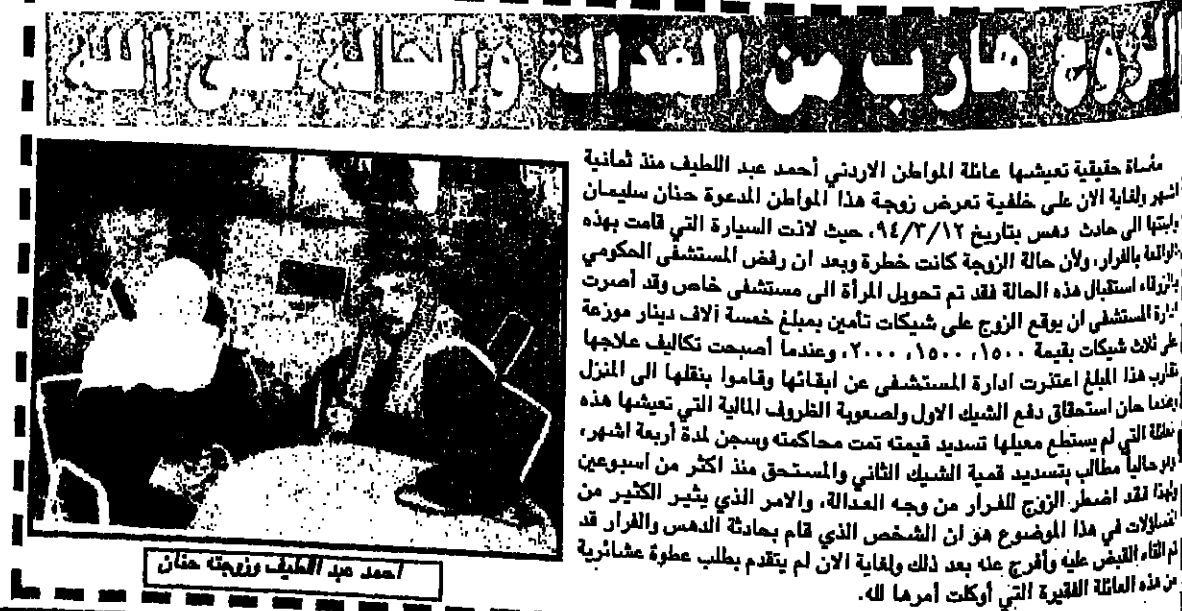 الزوج هارب من العدالة والحالة على الله
مأساة حقيقية تعيشها عائلة المواطن الاردني أحمد عبد اللطيف منذ ثمانية
اشهر ولغاية الان على خلفية تعرض زوجة هذا المواطن المدعوة حنان سليمان
وابنتها الى حادث دهس بتاريخ ٩٤/٣/١٢، حيث لاذت السيارة التي قامت بهذه
الواقعة بالفرار، ولأن حالة الزوجة كانت خطرة وبعد ان رفض المستشفى الحكومي
بالزرقاء استقبال هذه الحالة فقد تم تحويل المرأة الى مستشفى خاص وقد أصرت
ادارة المستشفى ان يوقع الزوج على شيكات تأمين بمبلغ خمسة آلاف دينار موزعة
على ثلاث شيكات بقيمة ١٥٠٠، ١٥٠٠، ٢٠٠٠، وعندما أصبحت تكاليف علاجها
تقارب هذا المبلغ اعتذرت ادارة المستشفى عن ابقائها وقاموا بنقلها الى المنزل
وعندما حان استحقاق دفع الشيك الاول ولصعوبة الظروف المالية التي تعيشها هذه
العائلة التي لم يستطع معيلها تسديد قيمته تمت محاكمته وسجن لمدة أربعة اشهر،
وهو حالياً مطالب بتسديد قمية الشيك الثاني والمستحق منذ اكثر من اسبوعين
ولهذا فقد اضطر الزوج للفرار من وجه العدالة، والامر الذي يثير الكثير من
التساؤلات في هذا الموضوع هو ان الشخص الذي قام بحادثة الدهس والفرار قد
تم القاء القبض عليه وأفرج عنه بعد ذلك ولغاية الان لم يتقدم بطلب عطوة عشائرية
من هذه العائلة الفقيرة التي أوكلت أمرها لله.
احمد عبد اللطيف وزوجته حنان